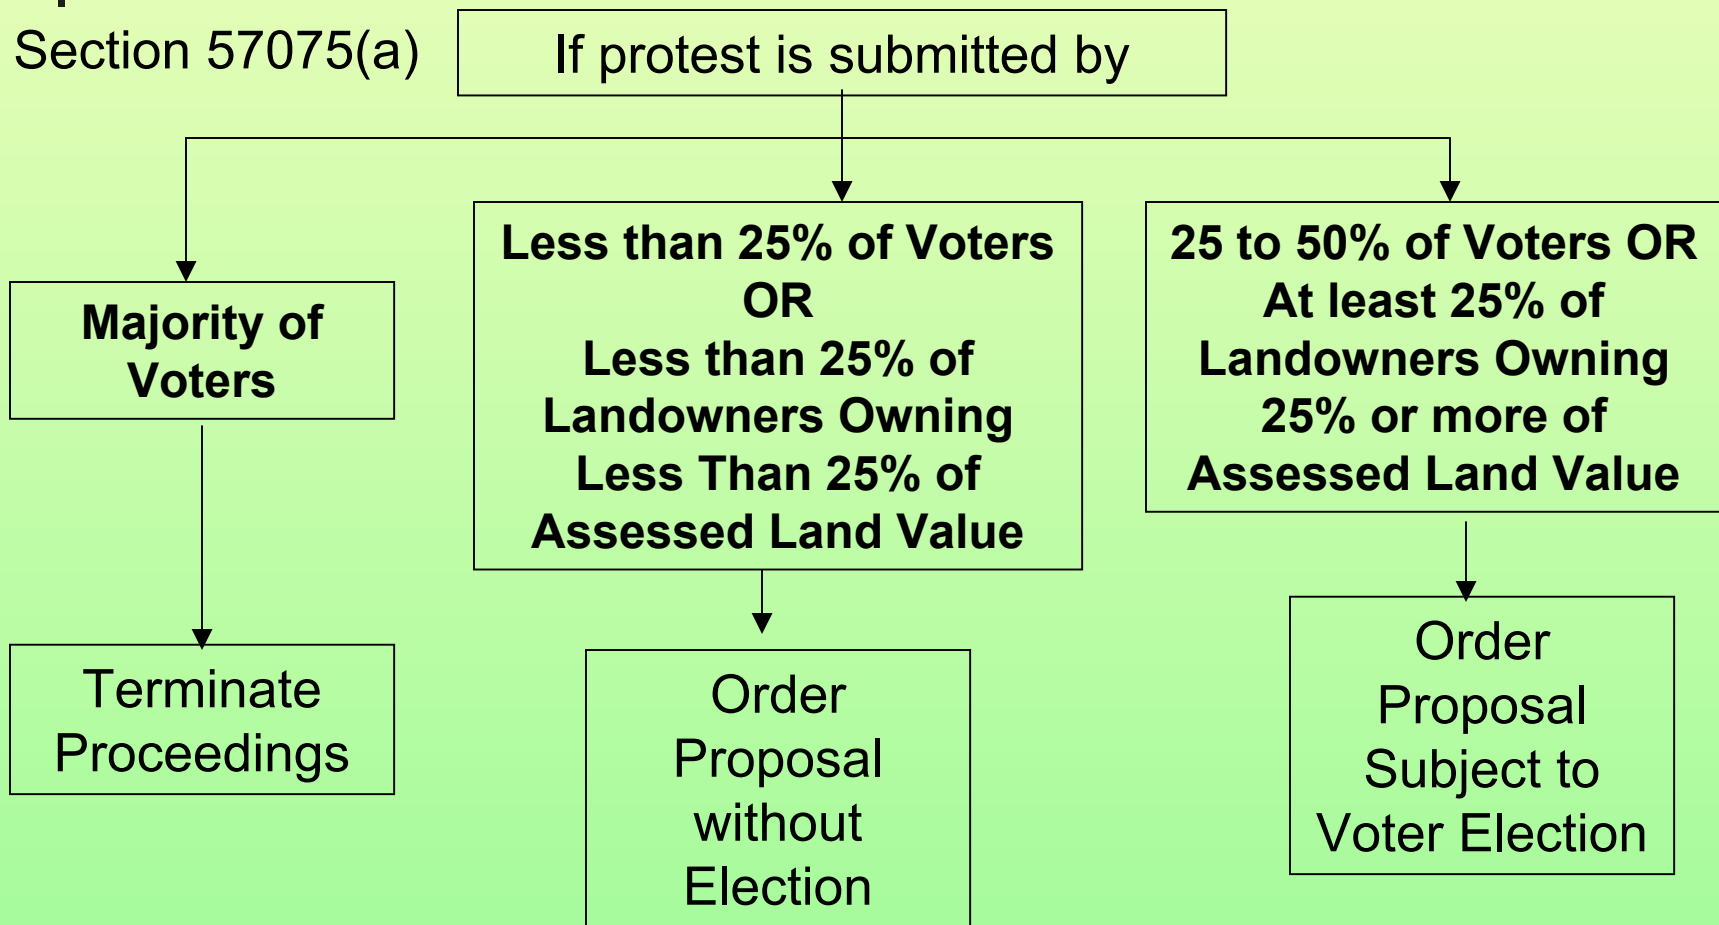 Section 57075(a)
If protest is submitted by
Majority of
Voters
Terminate
Proceedings
Less than 25% of Voters
OR
Less than 25% of
Landowners Owning
Less Than 25% of
Assessed Land Value
Order
Proposal
without
Election
25 to 50% of Voters OR
At least 25% of
Landowners Owning
25% or more of
Assessed Land Value
Order
Proposal
Subject to
Voter Election